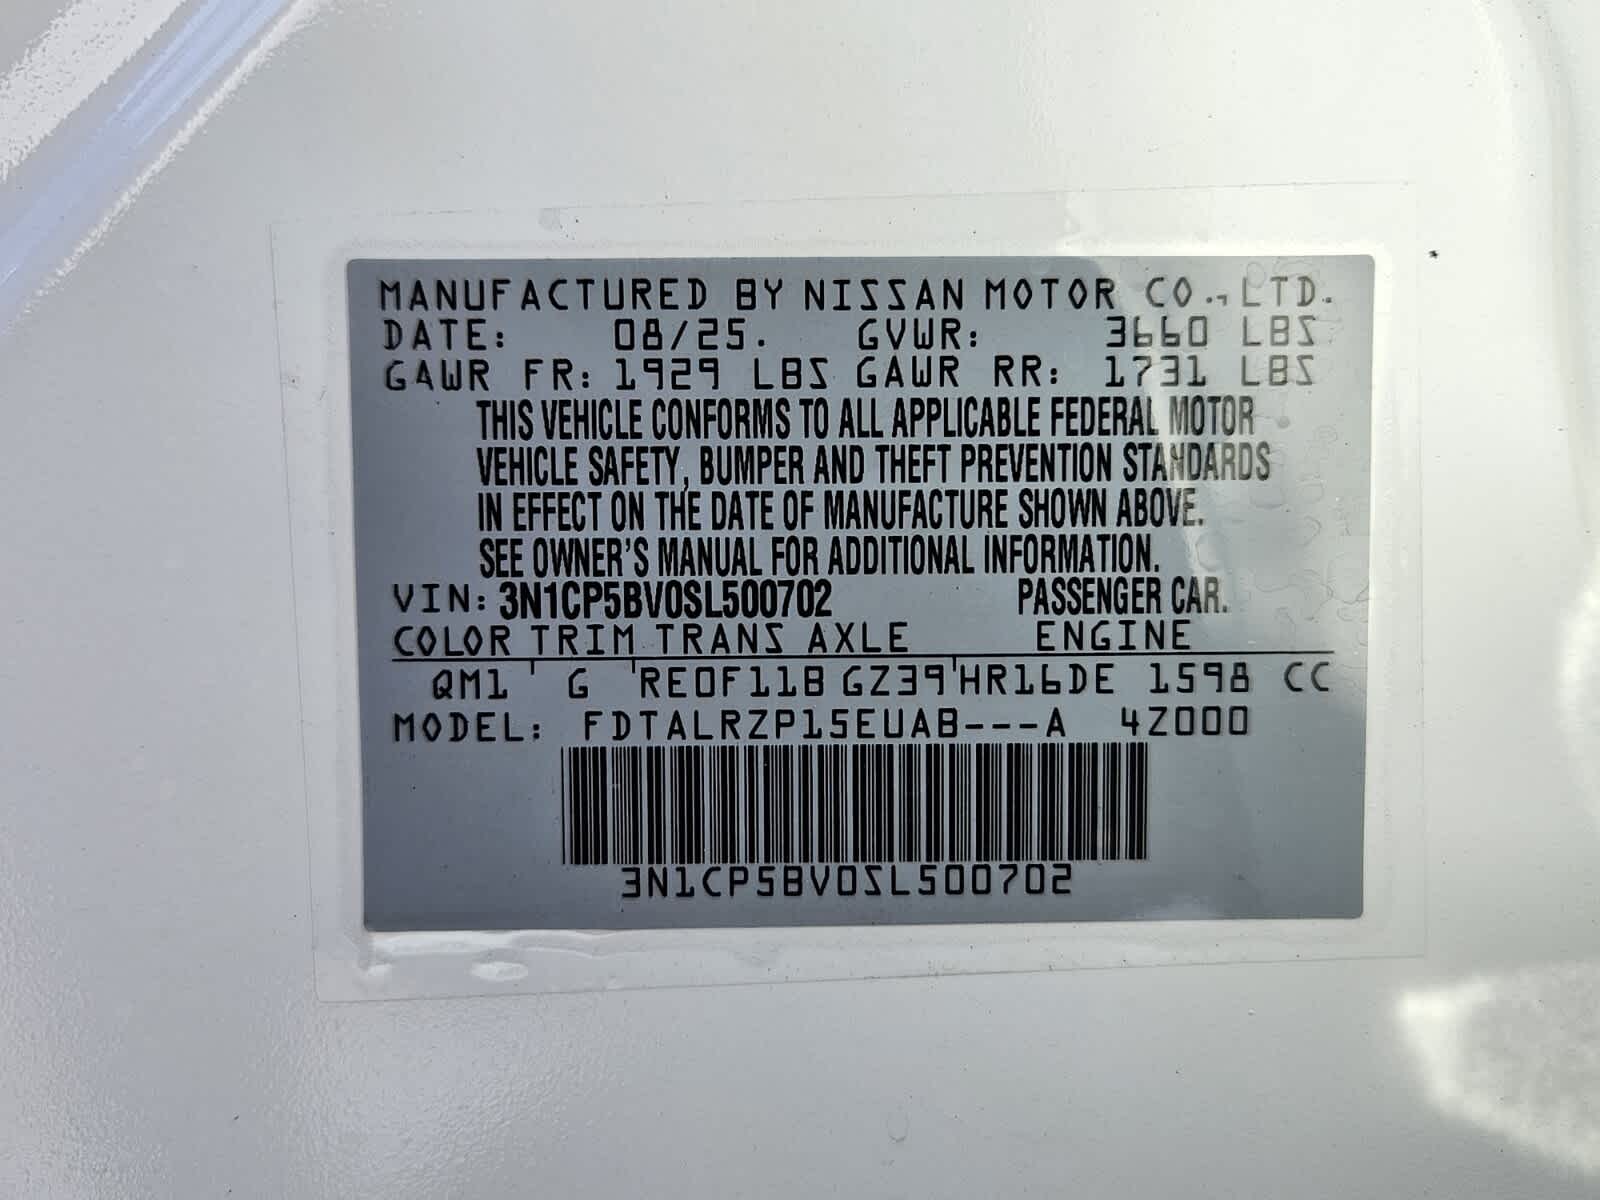 MANUFACTURED BY NISSAN MOTOR CO., LTD.
DATE: 08/25. GVWR: 3660 LBS
GAWR FR: 1929 LBS GAWR RR: 1731 LBS
THIS VEHICLE CONFORMS TO ALL APPLICABLE FEDERAL MOTOR
VEHICLE SAFETY, BUMPER AND THEFT PREVENTION STANDARDS
IN EFFECT ON THE DATE OF MANUFACTURE SHOWN ABOVE.
SEE OWNER'S MANUAL FOR ADDITIONAL INFORMATION.
VIN: 3N1CP5BV0SL500702 PASSENGER CAR.
COLOR TRIM TRANS AXLE ENGINE
QM1 G RE0F11B GZ39 HR16DE 1598 CC
MODEL: FDTALRZP15EUAB---A 4Z000
3N1CP5BV0SL500702